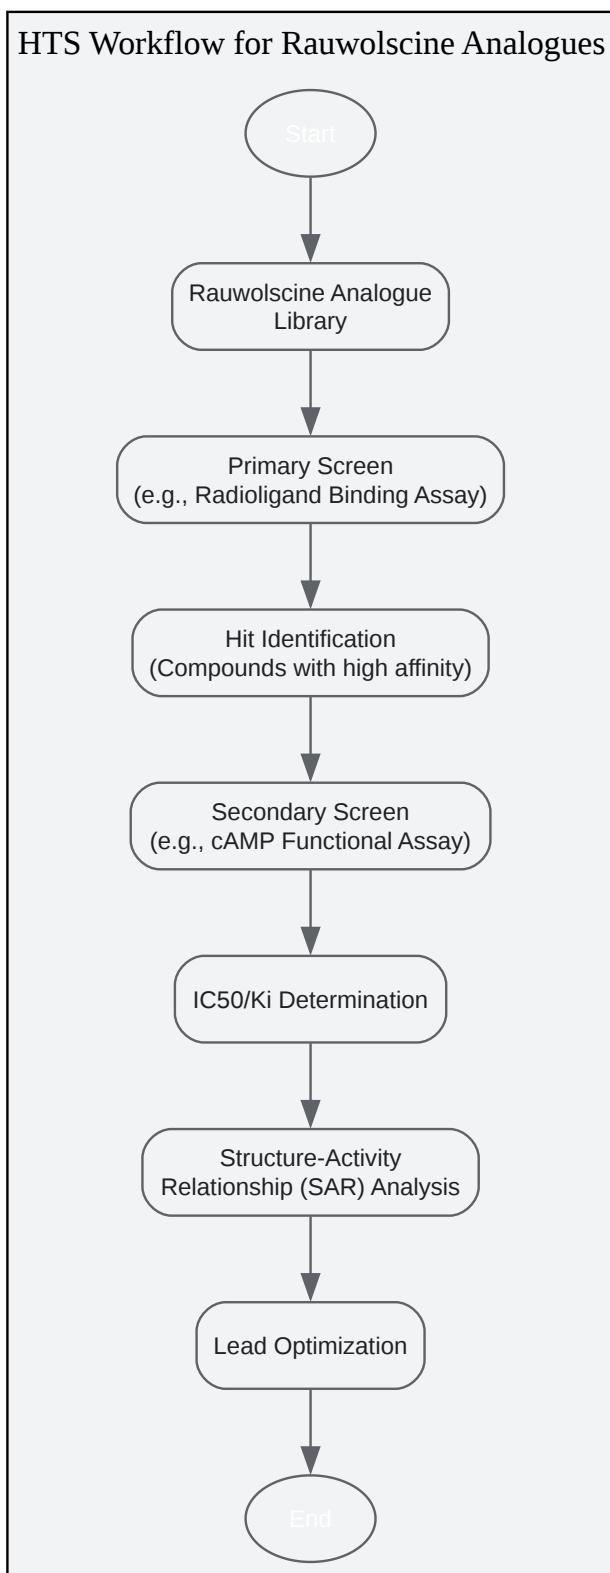 HTS Workflow for Rauwolscine Analogues
Start
Rauwolscine Analogue
Library
Primary Screen
(e.g., Radioligand Binding Assay)
Hit Identification
(Compounds with high affinity)
Secondary Screen
(e.g., cAMP Functional Assay)
IC50/Ki Determination
Structure-Activity
Relationship (SAR) Analysis
Lead Optimization
End